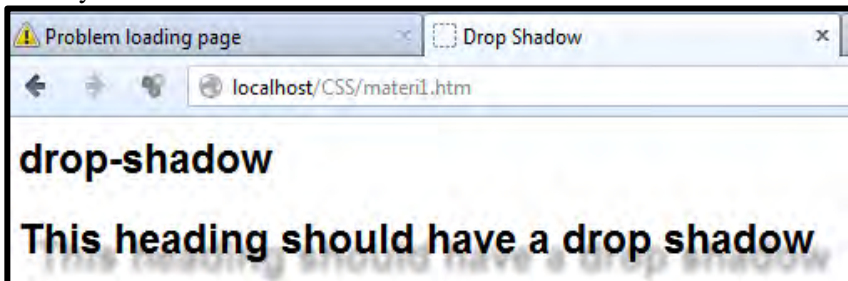 Problem loading page
Drop Shadow
localhost/CSS/materi1.htm
drop-shadow
This heading should have a drop shadow